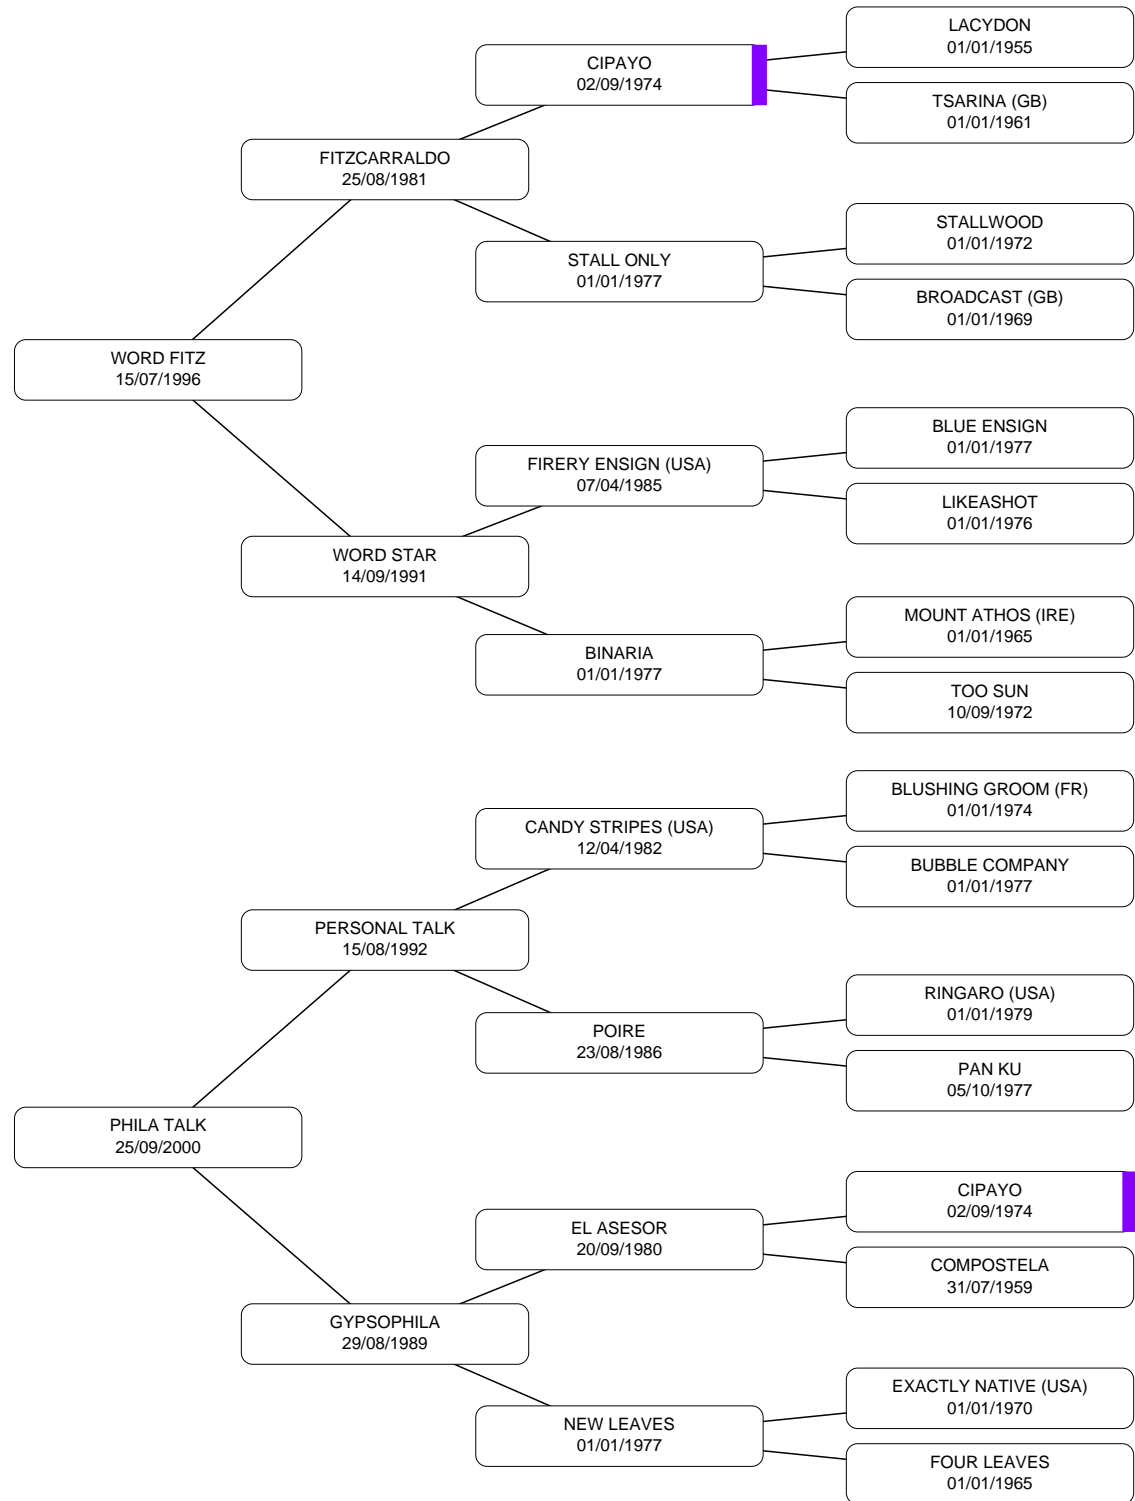 LACYDON
01/01/1955
CIPAYO
02/09/1974
TSARINA (GB)
01/01/1961
FITZCARRALDO
25/08/1981
STALLWOOD
01/01/1972
STALL ONLY
01/01/1977
BROADCAST (GB)
01/01/1969
WORD FITZ
15/07/1996
BLUE ENSIGN
01/01/1977
FIRERY ENSIGN (USA)
07/04/1985
LIKEASHOT
01/01/1976
WORD STAR
14/09/1991
MOUNT ATHOS (IRE)
01/01/1965
BINARIA
01/01/1977
TOO SUN
10/09/1972
BLUSHING GROOM (FR)
01/01/1974
CANDY STRIPES (USA)
12/04/1982
BUBBLE COMPANY
01/01/1977
PERSONAL TALK
15/08/1992
RINGARO (USA)
01/01/1979
POIRE
23/08/1986
PAN KU
05/10/1977
PHILA TALK
25/09/2000
CIPAYO
02/09/1974
EL ASESOR
20/09/1980
COMPOSTELA
31/07/1959
GYPSOPHILA
29/08/1989
EXACTLY NATIVE (USA)
01/01/1970
NEW LEAVES
01/01/1977
FOUR LEAVES
01/01/1965